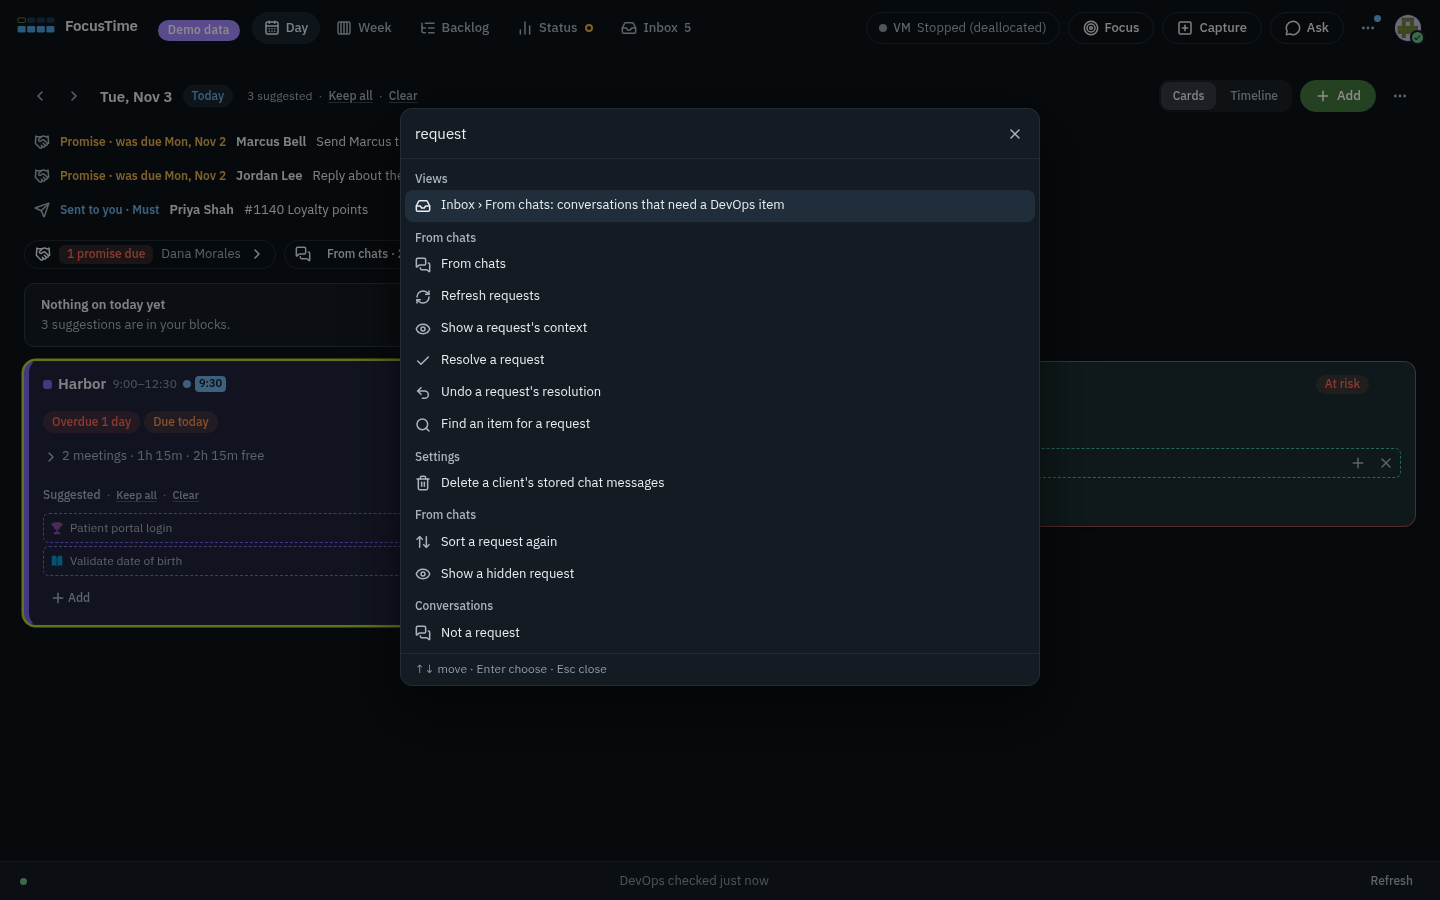 FocusTime
Demo data
Day
Week
Backlog
Status
Inbox 5
VM Stopped (deallocated)
Focus
Capture
Ask
Tue, Nov 3
Today
3 suggested · Keep all · Clear
Cards
Timeline
Add
Promise · was due Mon, Nov 2 Marcus Bell Send Marcus
Promise · was due Mon, Nov 2 Jordan Lee Reply about the
Sent to you · Must Priya Shah #1140 Loyalty points
1 promise due Dana Morales
From chats ·
Nothing on today yet
3 suggestions are in your blocks.
Harbor 9:00–12:30 9:30
Overdue 1 day Due today
2 meetings · 1h 15m · 2h 15m free
Suggested · Keep all · Clear
Patient portal login
Validate date of birth
Add
At risk
request
Views
Inbox › From chats: conversations that need a DevOps item
From chats
From chats
Refresh requests
Show a request's context
Resolve a request
Undo a request's resolution
Find an item for a request
Settings
Delete a client's stored chat messages
From chats
Sort a request again
Show a hidden request
Conversations
Not a request
↑↓ move · Enter choose · Esc close
DevOps checked just now
Refresh